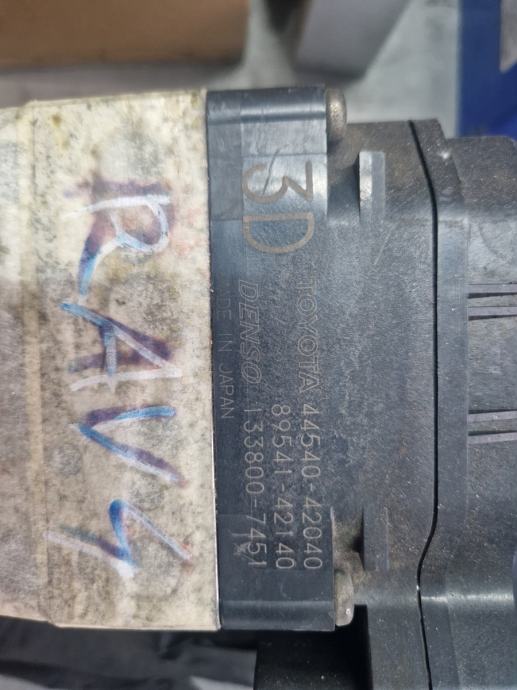 RAV4
3D
TOYOTA 44540-42040
89541-42140
DENSO 133800-7451
MADE IN JAPAN